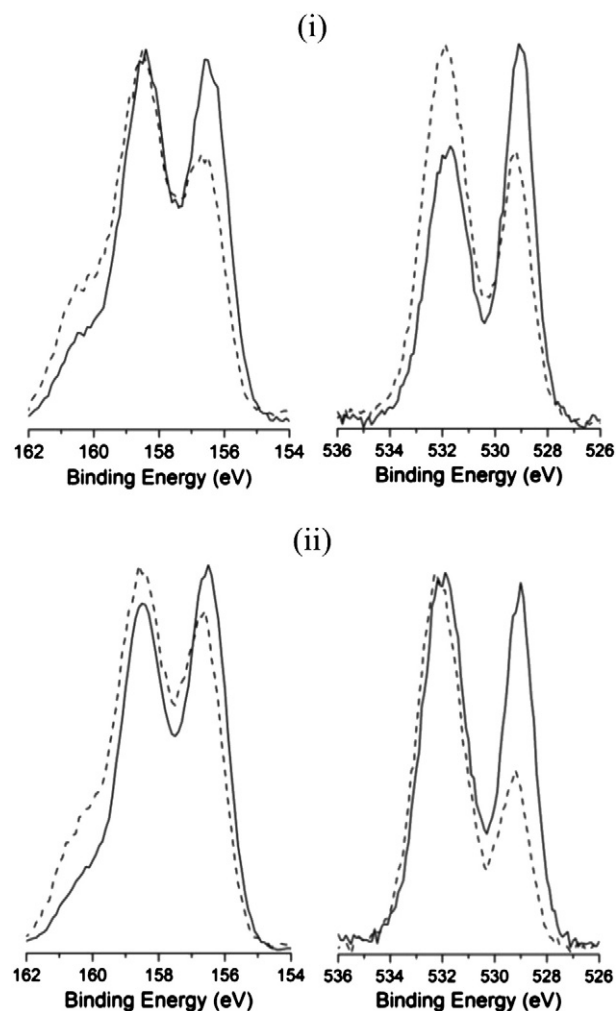 (i)
162 160 158 156 154
Binding Energy (eV)
536 534 532 530 528 526
Binding Energy (eV)
(ii)
162 160 158 156 154
Binding Energy (eV)
536 534 532 530 528 526
Binding Energy (eV)